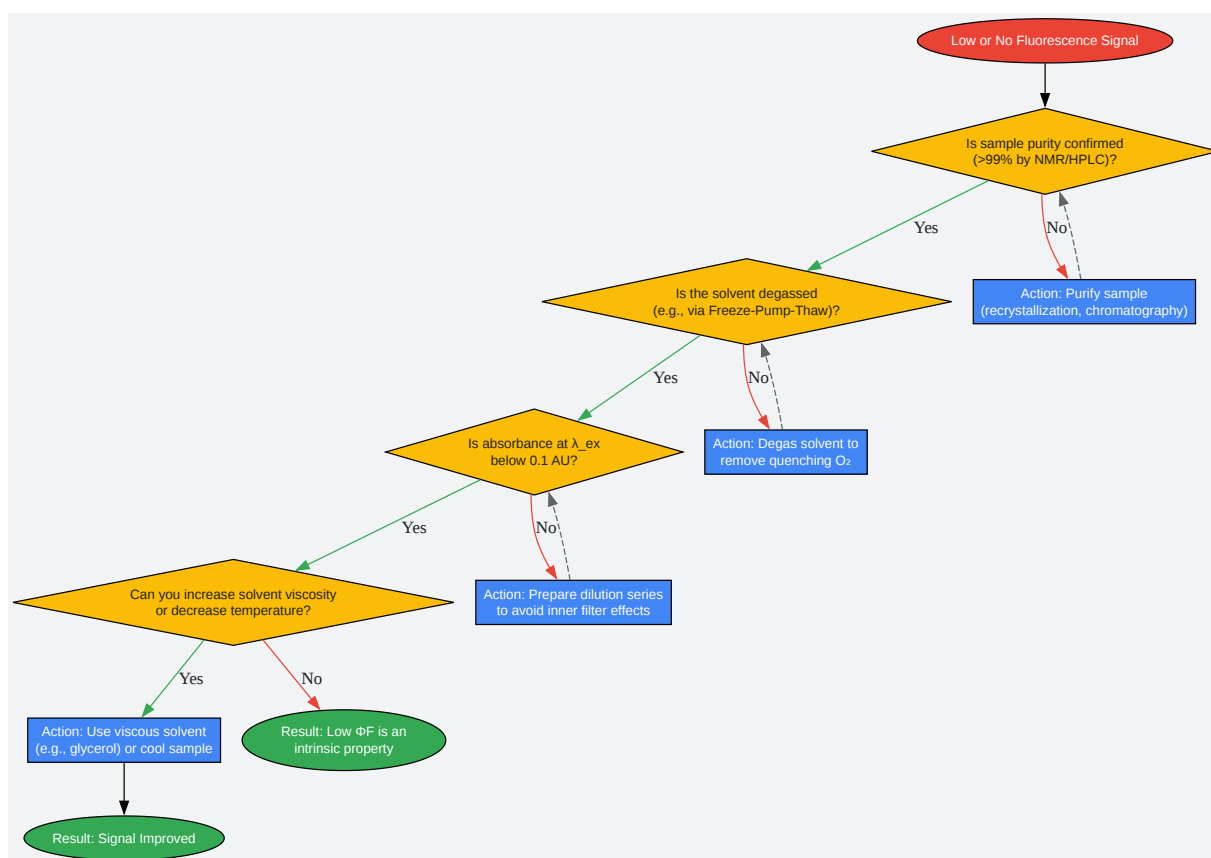 Low or No Fluorescence Signal
Is sample purity confirmed
(>99% by NMR/HPLC)?
Yes
No
Action: Purify sample
(recrystallization, chromatography)
Is the solvent degassed
(e.g., via Freeze-Pump-Thaw)?
Yes
No
Action: Degas solvent to
remove quenching O₂
Is absorbance at λ_ex
below 0.1 AU?
Yes
No
Action: Prepare dilution series
to avoid inner filter effects
Can you increase solvent viscosity
or decrease temperature?
Yes
No
Action: Use viscous solvent
(e.g., glycerol) or cool sample
Result: Low ΦF is an
intrinsic property
Result: Signal Improved